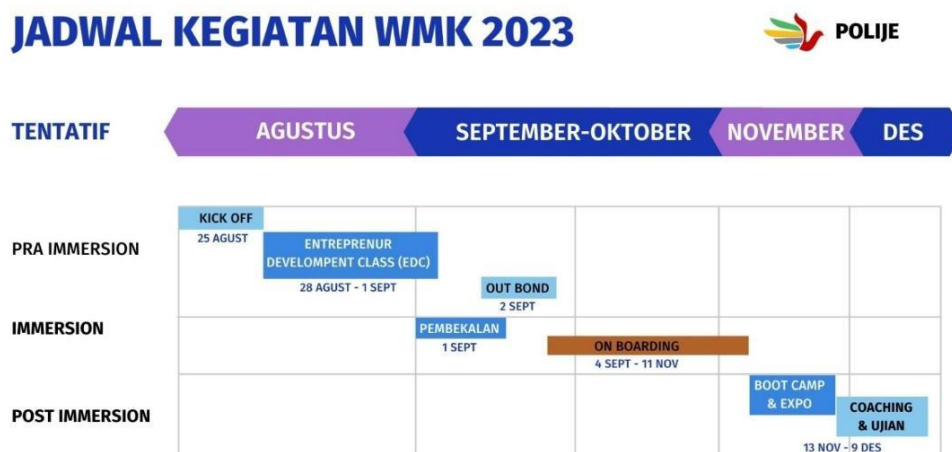 JADWAL KEGIATAN WMK 2023
POLIJE
TENTATIF
AGUSTUS
SEPTEMBER-OKTOBER
NOVEMBER
DES
PRA IMMERSION
KICK OFF
25 AGUST
ENTREPRENUR
DEVELOMPENT CLASS (EDC)
28 AGUST - 1 SEPT
OUT BOND
2 SEPT
IMMERSION
PEMBEKALAN
1 SEPT
ON BOARDING
4 SEPT - 11 NOV
POST IMMERSION
BOOT CAMP
& EXPO
COACHING
& UJIAN
13 NOV - 9 DES